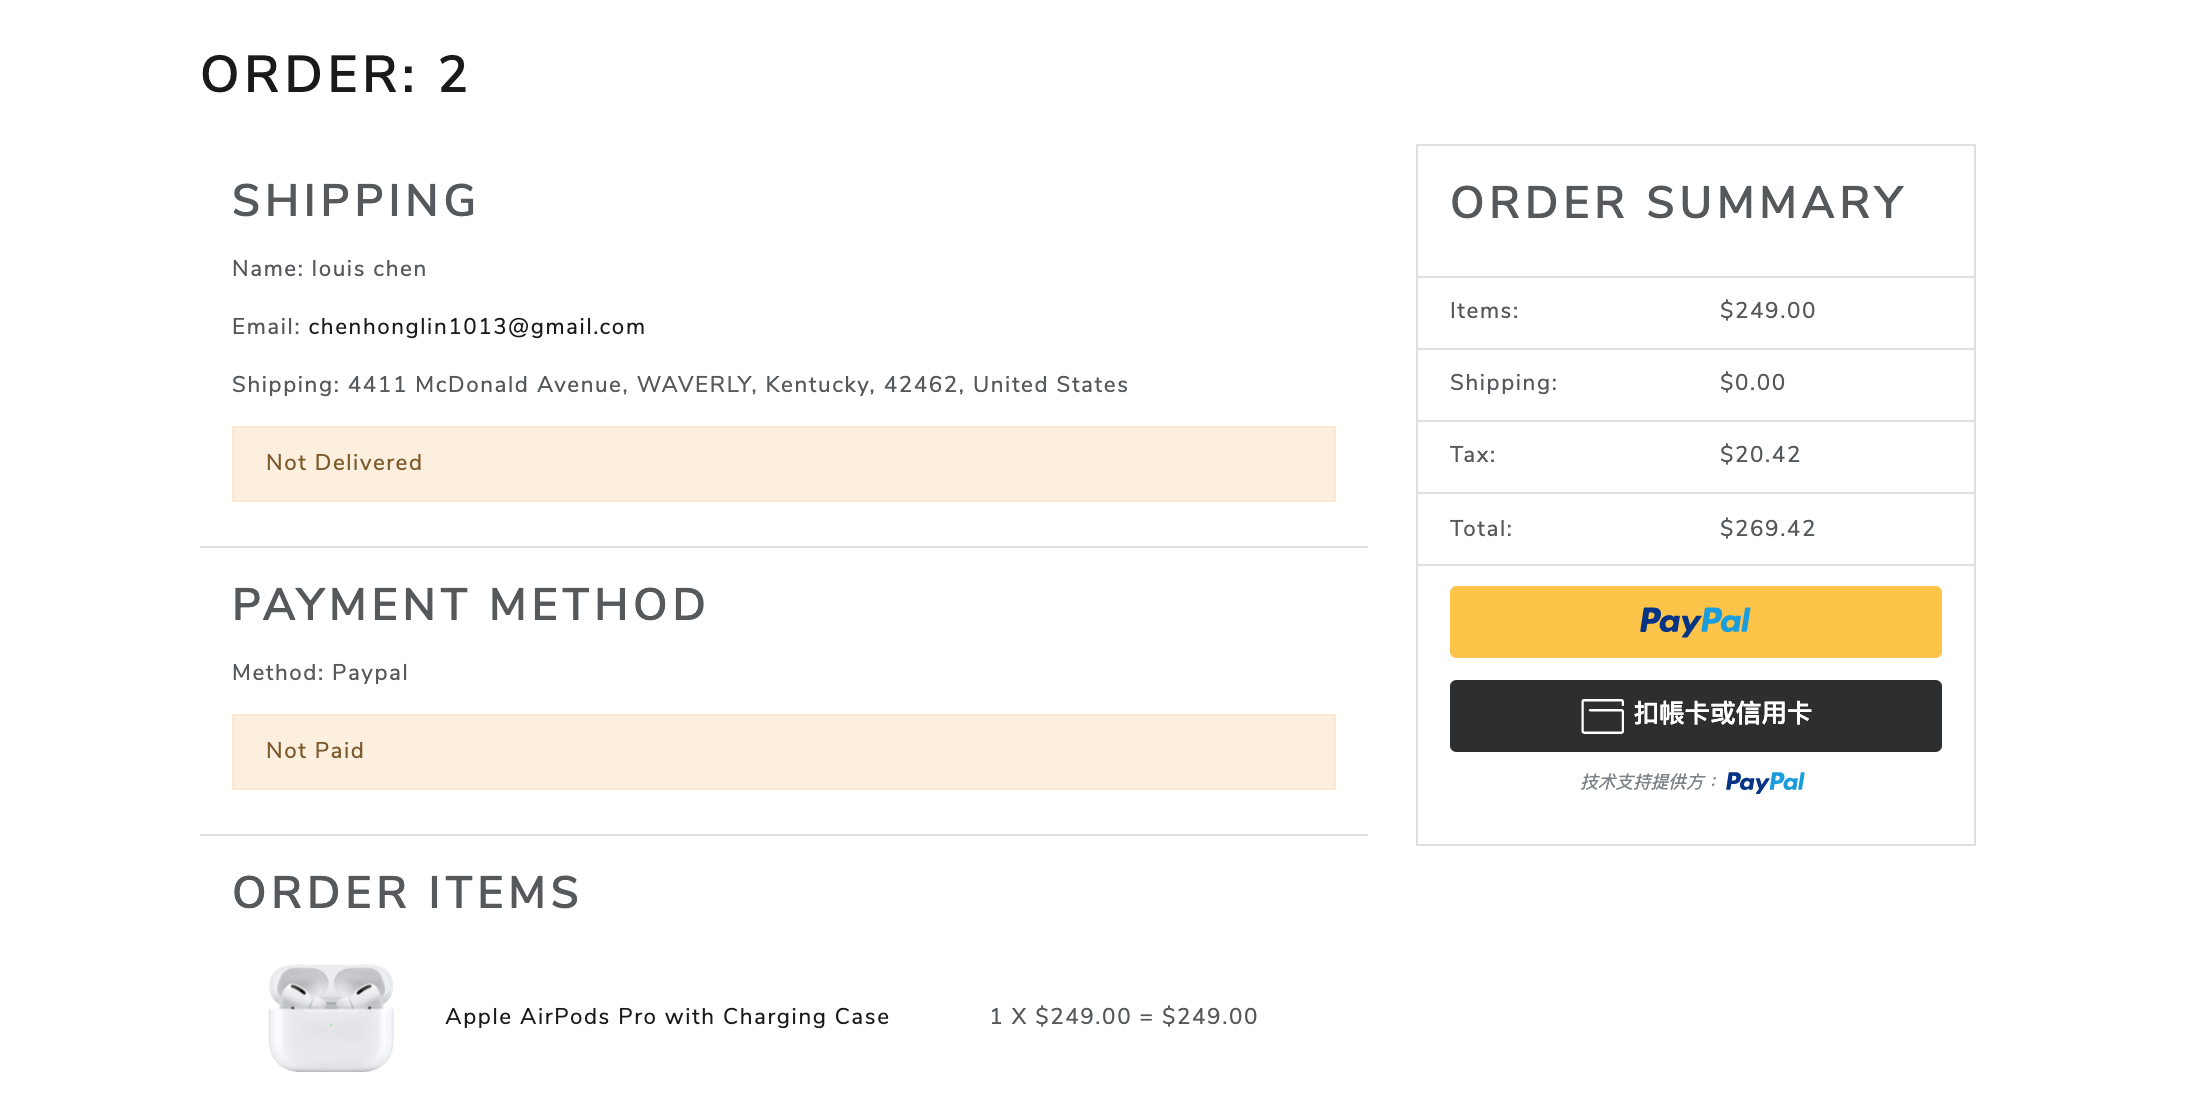 ORDER: 2
SHIPPING
Name: louis chen
Email: chenhonglin1013@gmail.com
Shipping: 4411 McDonald Avenue, WAVERLY, Kentucky, 42462, United States
Not Delivered
PAYMENT METHOD
Method: Paypal
Not Paid
ORDER ITEMS
Apple AirPods Pro with Charging Case 1 X $249.00 = $249.00
ORDER SUMMARY
Items: $249.00
Shipping: $0.00
Tax: $20.42
Total: $269.42
PayPal
扣帳卡或信用卡
技术支持提供方： PayPal